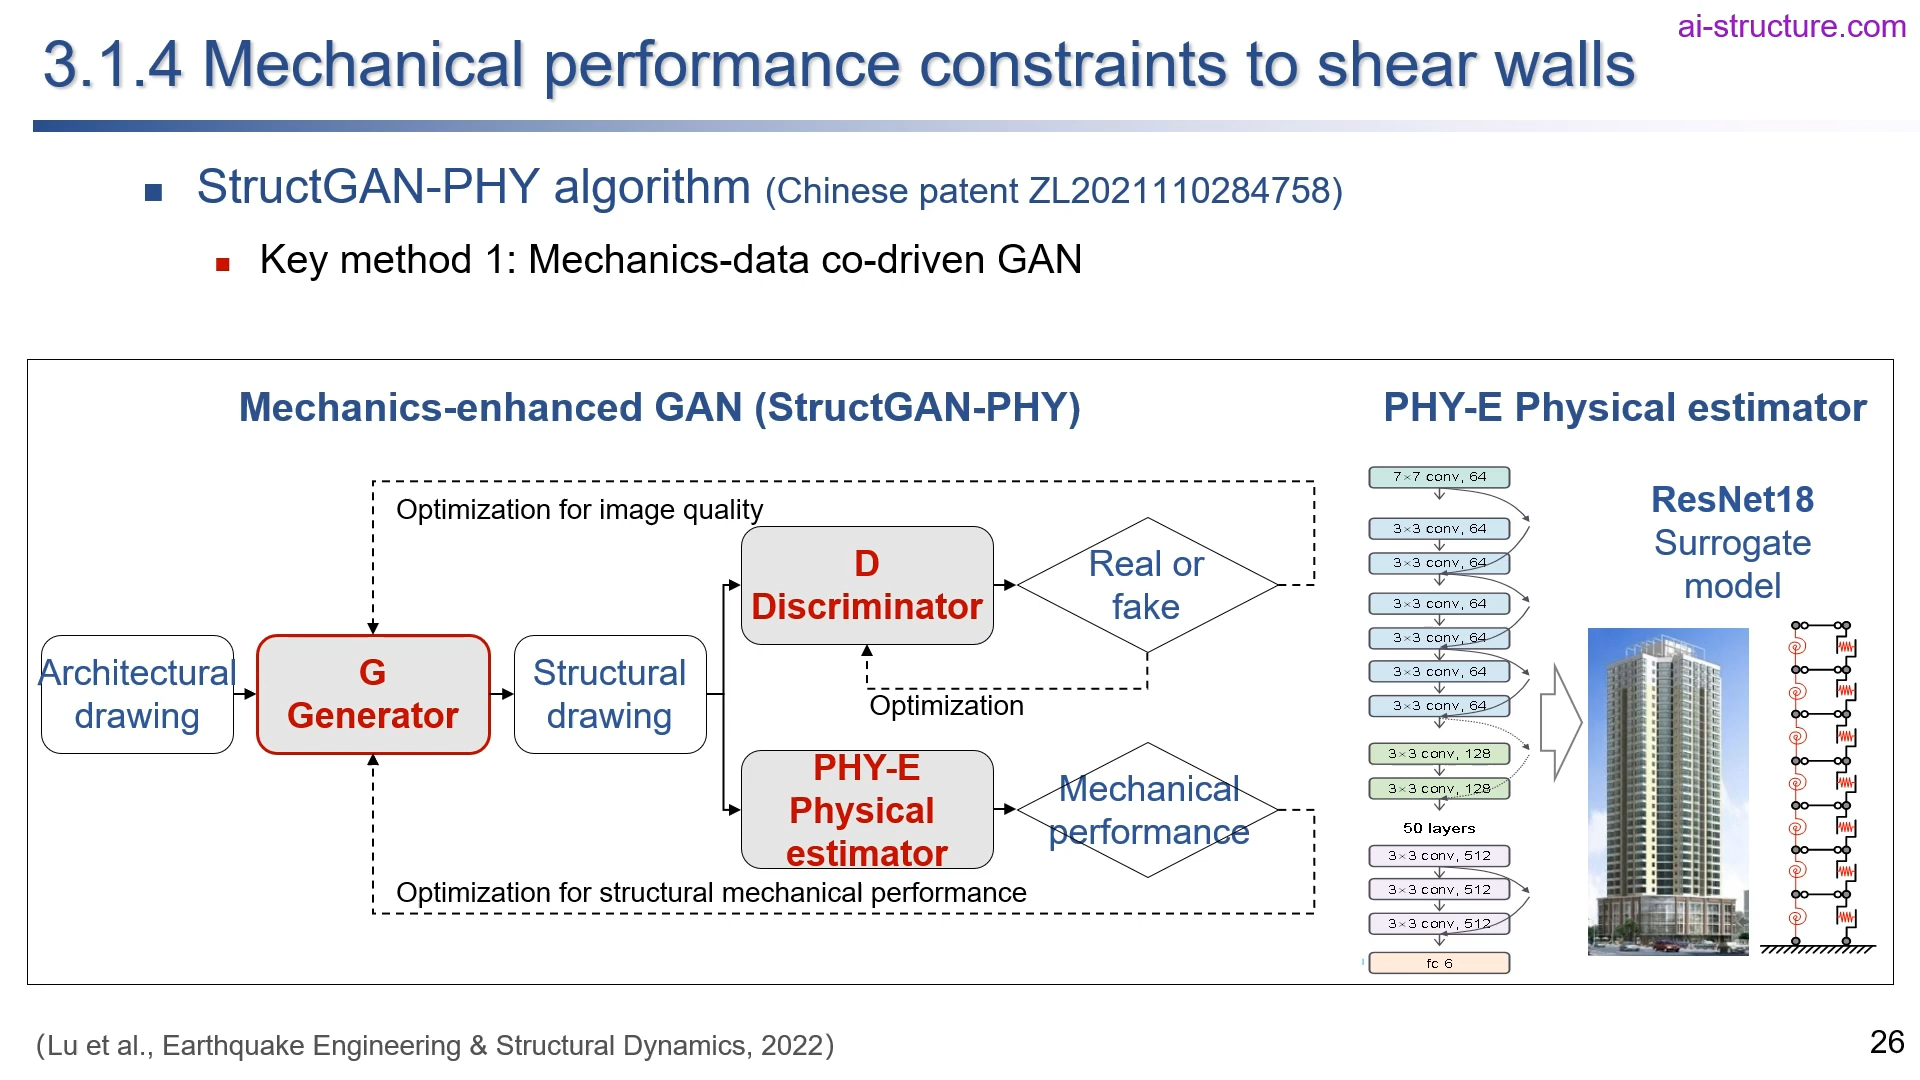 ai-structure.com
3.1.4 Mechanical performance constraints to shear walls
StructGAN-PHY algorithm (Chinese patent ZL2021110284758)
Key method 1: Mechanics-data co-driven GAN
Mechanics-enhanced GAN (StructGAN-PHY)
Optimization for image quality
Architectural
drawing
G
Generator
Structural
drawing
D
Discriminator
Real or
fake
Optimization
PHY-E
Physical
estimator
Mechanical
performance
Optimization for structural mechanical performance
PHY-E Physical estimator
7×7 conv, 64
3×3 conv, 64
3×3 conv, 64
3×3 conv, 64
3×3 conv, 64
3×3 conv, 64
3×3 conv, 64
3×3 conv, 128
3×3 conv, 128
50 layers
3×3 conv, 512
3×3 conv, 512
3×3 conv, 512
fc 6
ResNet18
Surrogate
model
(Lu et al., Earthquake Engineering & Structural Dynamics, 2022)
26